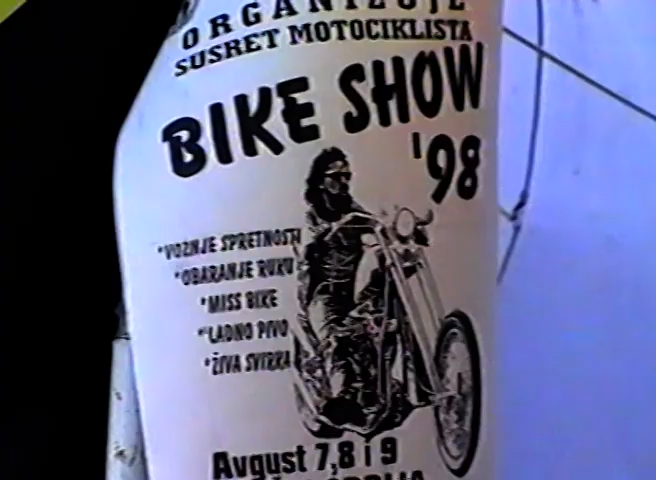 ORGANIZUJE
SUSRET MOTOCIKLISTA
BIKE SHOW
'98
*VOZNJE SPRETNOSTI
*OBARANJE RUKU
*MISS BIKE
*LADNO PIVO
*ŽIVA SVIRKA
Avgust 7,8 i 9